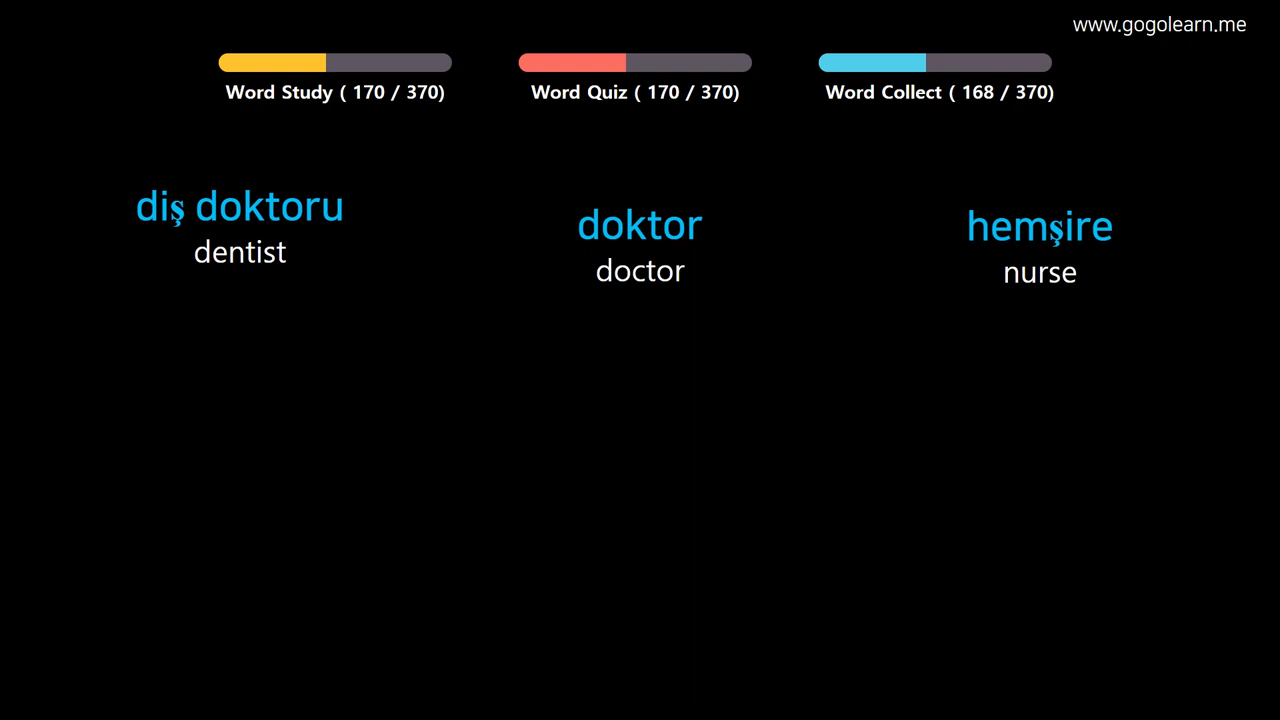 www.gogolearn.me
Word Study ( 170 / 370)
Word Quiz ( 170 / 370)
Word Collect ( 168 / 370)
diş doktoru
dentist
doktor
doctor
hemşire
nurse